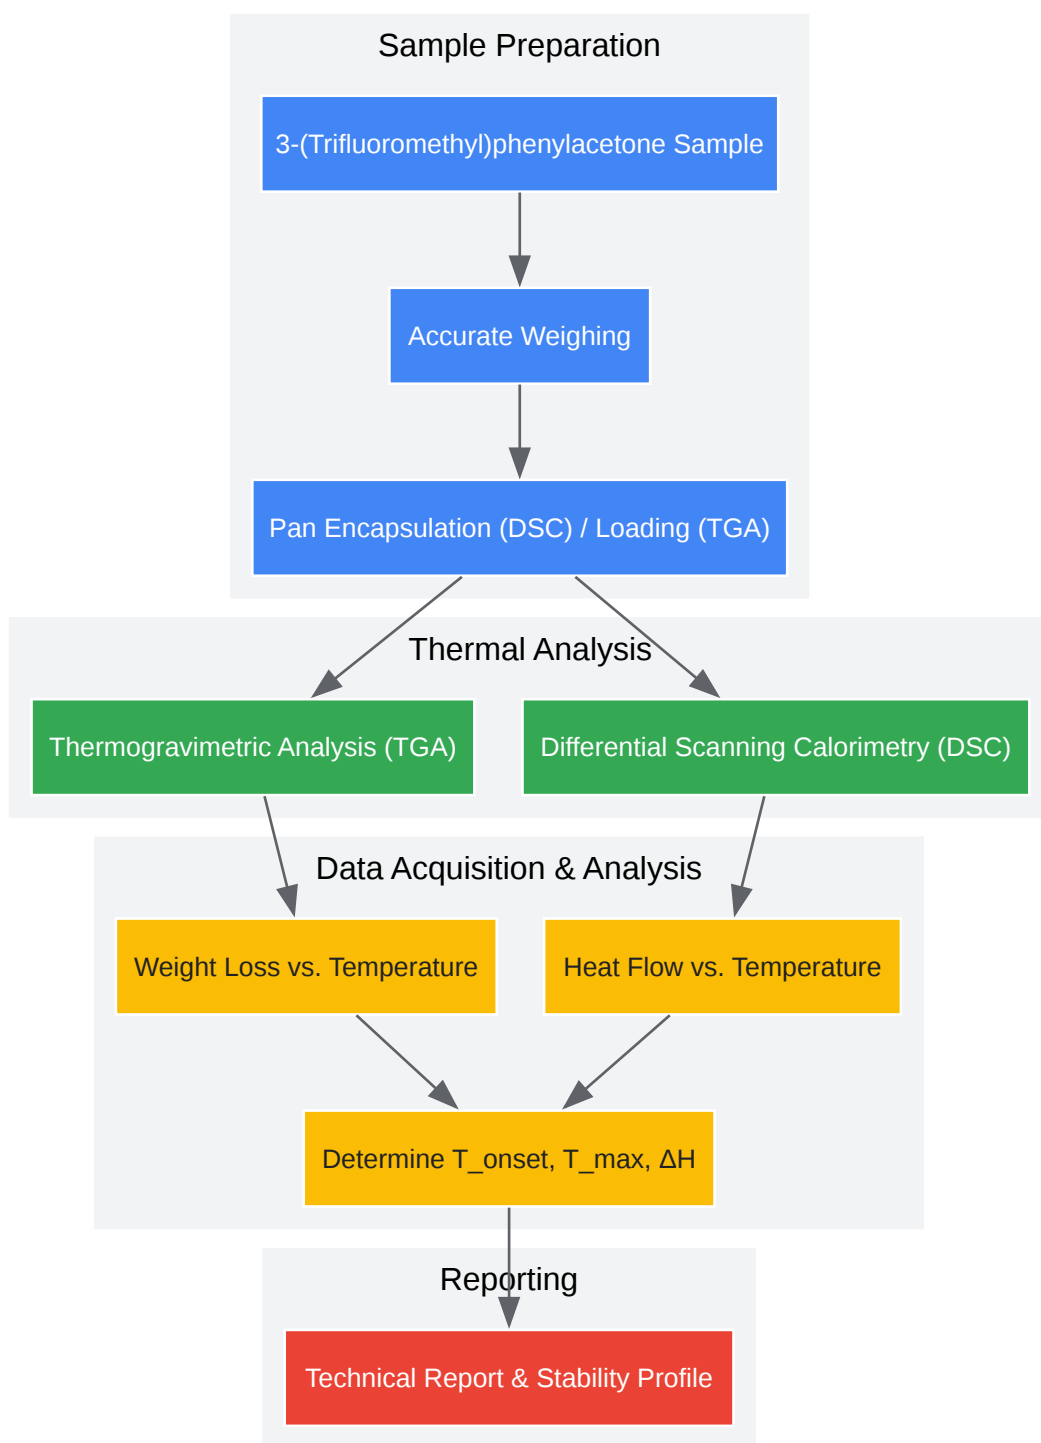 Sample Preparation
3-(Trifluoromethyl)phenylacetone Sample
Accurate Weighing
Pan Encapsulation (DSC) / Loading (TGA)
Thermal Analysis
Thermogravimetric Analysis (TGA)
Differential Scanning Calorimetry (DSC)
Data Acquisition & Analysis
Weight Loss vs. Temperature
Heat Flow vs. Temperature
Determine T_onset, T_max, ΔH
Reporting
Technical Report & Stability Profile